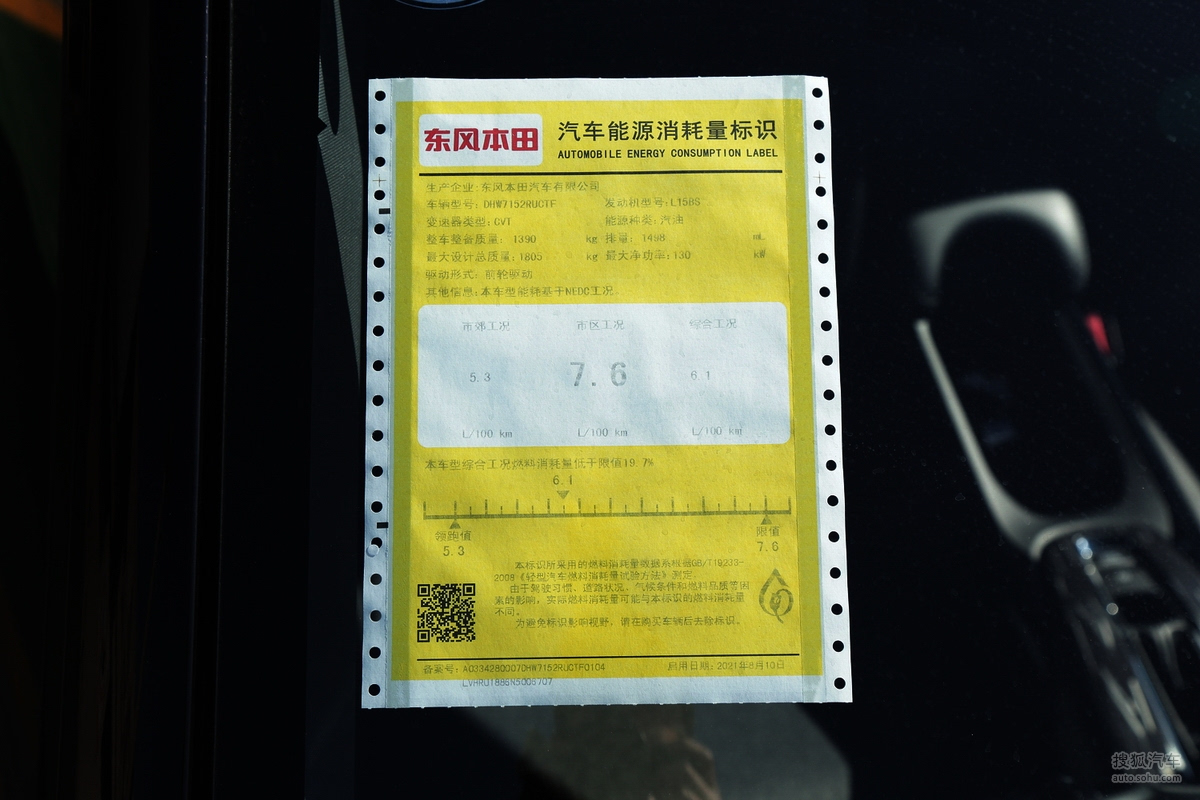 东风本田
汽车能源消耗量标识
AUTOMOBILE ENERGY CONSUMPTION LABEL
生产企业:东风本田汽车有限公司
车辆型号:DHW7152RUCTF 发动机型号:L15BS
变速器类型:CVT 能源种类:汽油
整车整备质量: 1390 kg 排量: 1498 mL
最大设计总质量:1805 kg 最大净功率:130 kW
驱动形式:前轮驱动
其他信息:本车型能耗基于NEDC工况
市郊工况 市区工况 综合工况
5.3 7.6 6.1
L/100 km L/100 km L/100 km
本车型综合工况燃料消耗量低于限值19.7%
6.1
领跑值 限值
5.3 7.6
本标识所采用的燃料消耗量数据系根据GB/T19233-
2008《轻型汽车燃料消耗量试验方法》测定。
由于驾驶习惯、道路状况、气候条件和燃料品质等因
素的影响,实际燃料消耗量可能与本标识的燃料消耗量
不同。
为避免标识影响视野,请在购买车辆后去除标识。
备案号: 启用日期:2021年8月10日
搜狐汽车
auto.sohu.com